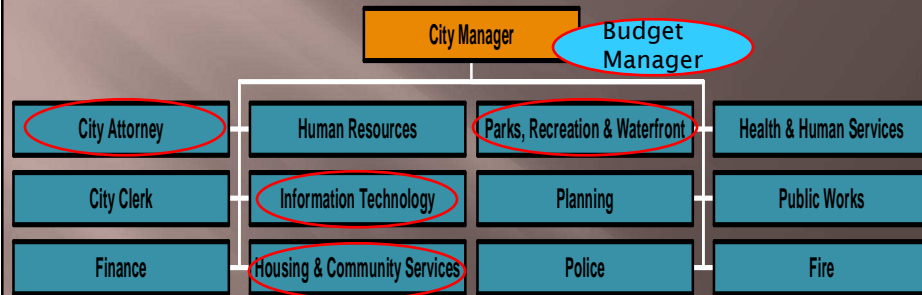 City Manager
Budget
Manager
City Attorney
Human Resources
Parks, Recreation & Waterfront
Health & Human Services
City Clerk
Information Technology
Planning
Public Works
Finance
Housing & Community Services
Police
Fire